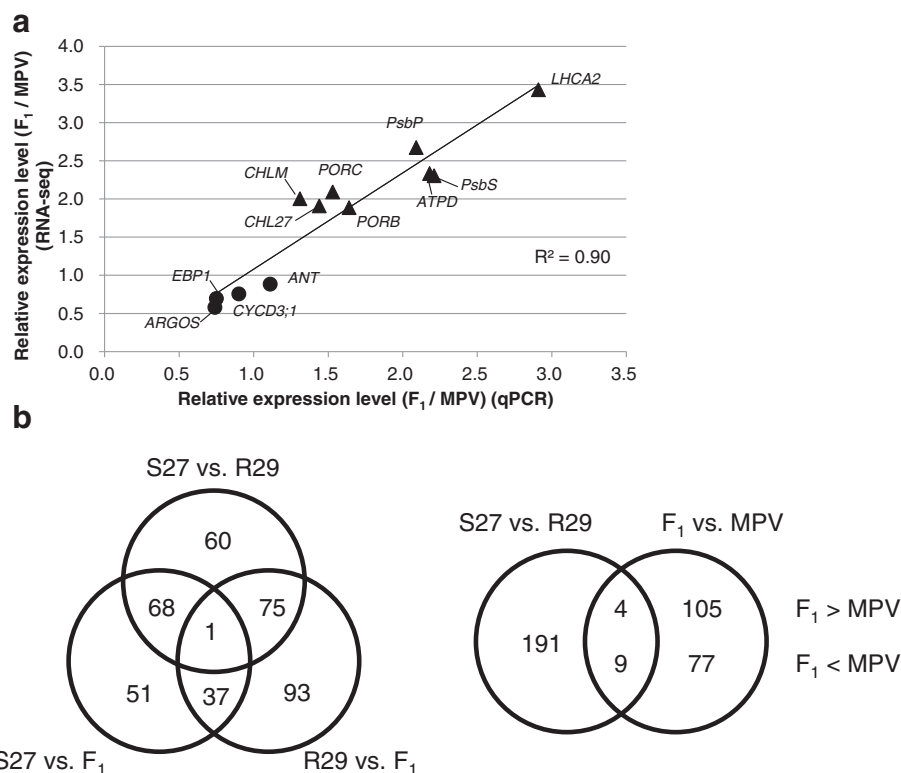 a
Relative expression level (F1 / MPV)
(RNA-seq)
4.0
3.5
3.0
2.5
2.0
1.5
1.0
0.5
0.0
LHCA2
PsbP
CHLM
PORC
PsbS
ATPD
CHL27
PORB
R² = 0.90
EBP1
ANT
CYCD3;1
ARGOS
0.0 0.5 1.0 1.5 2.0 2.5 3.0 3.5
Relative expression level (F1 / MPV) (qPCR)
b
S27 vs. R29
60
68
75
1
51
37
93
S27 vs. F1
R29 vs. F1
S27 vs. R29
F1 vs. MPV
191
4
105
F1 > MPV
9
77
F1 < MPV